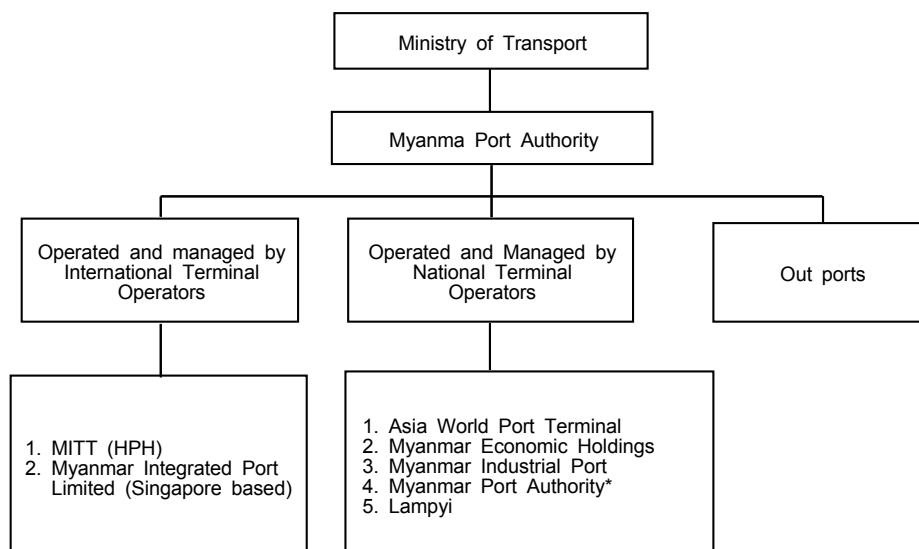 Ministry of Transport
Myanma Port Authority
Operated and managed by
International Terminal
Operators
Operated and Managed by
National Terminal
Operators
Out ports
1. MITT (HPH)
2. Myanmar Integrated Port
Limited (Singapore based)
1. Asia World Port Terminal
2. Myanmar Economic Holdings
3. Myanmar Industrial Port
4. Myanmar Port Authority*
5. Lampyi